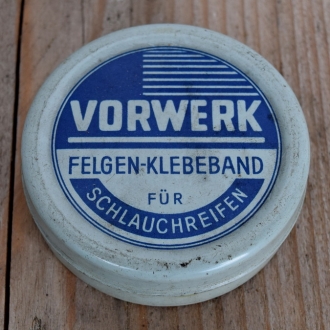 VORWERK
FELGEN-KLEBEBAND
FÜR
SCHLAUCHREIFEN